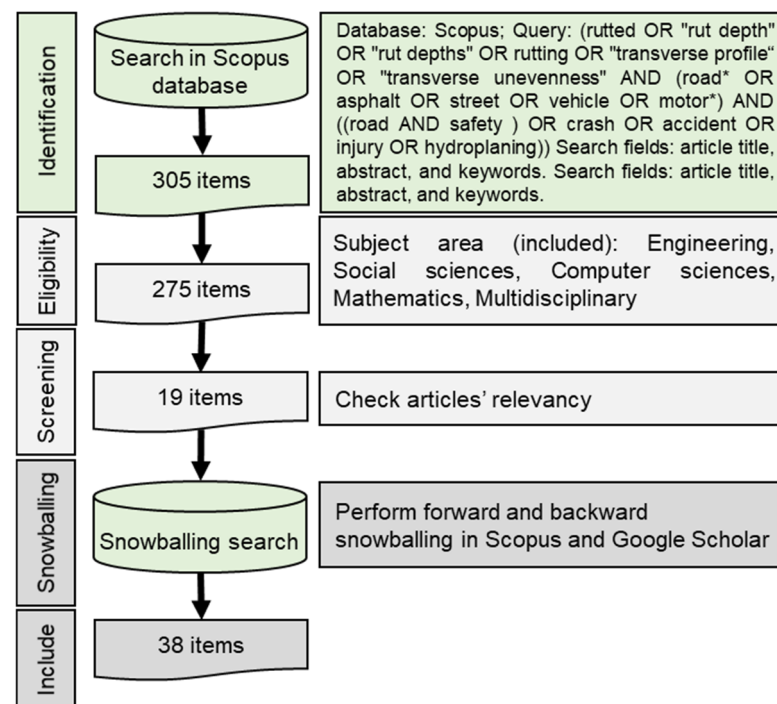 Identification
Search in Scopus
database
305 items
Database: Scopus; Query: (rutted OR "rut depth"
OR "rut depths" OR rutting OR "transverse profile“
OR "transverse unevenness" AND (road* OR
asphalt OR street OR vehicle OR motor*) AND
((road AND safety ) OR crash OR accident OR
injury OR hydroplaning)) Search fields: article title,
abstract, and keywords. Search fields: article title,
abstract, and keywords.
Eligibility
275 items
Subject area (included): Engineering,
Social sciences, Computer sciences,
Mathematics, Multidisciplinary
Screening
19 items
Check articles’ relevancy
Snowballing
Snowballing search
Perform forward and backward
snowballing in Scopus and Google Scholar
Include
38 items